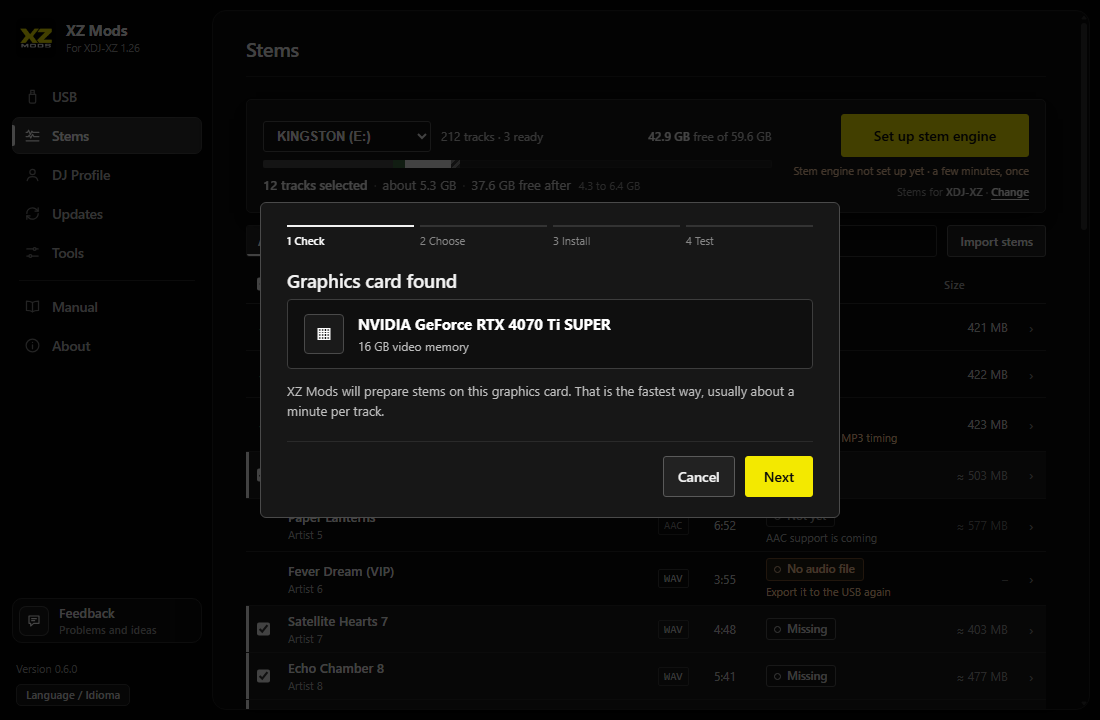 XZ MODS
XZ Mods
For XDJ-XZ 1.26
USB
Stems
DJ Profile
Updates
Tools
Manual
About
Feedback
Problems and ideas
Version 0.6.0
Language / Idioma
Stems
KINGSTON (E:)
212 tracks · 3 ready
42.9 GB free of 59.6 GB
12 tracks selected · about 5.3 GB · 37.6 GB free after 4.3 to 6.4 GB
Set up stem engine
Stem engine not set up yet · a few minutes, once
Stems for XDJ-XZ · Change
Import stems
Size
421 MB
422 MB
423 MB
MP3 timing
≈ 503 MB
1 Check
2 Choose
3 Install
4 Test
Graphics card found
NVIDIA GeForce RTX 4070 Ti SUPER
16 GB video memory
XZ Mods will prepare stems on this graphics card. That is the fastest way, usually about a
minute per track.
Cancel
Next
Paper Lanterns
Artist 5
AAC
6:52
Not yet
AAC support is coming
≈ 577 MB
Fever Dream (VIP)
Artist 6
WAV
3:55
No audio file
Export it to the USB again
–
Satellite Hearts 7
Artist 7
WAV
4:48
Missing
≈ 403 MB
Echo Chamber 8
Artist 8
WAV
5:41
Missing
≈ 477 MB